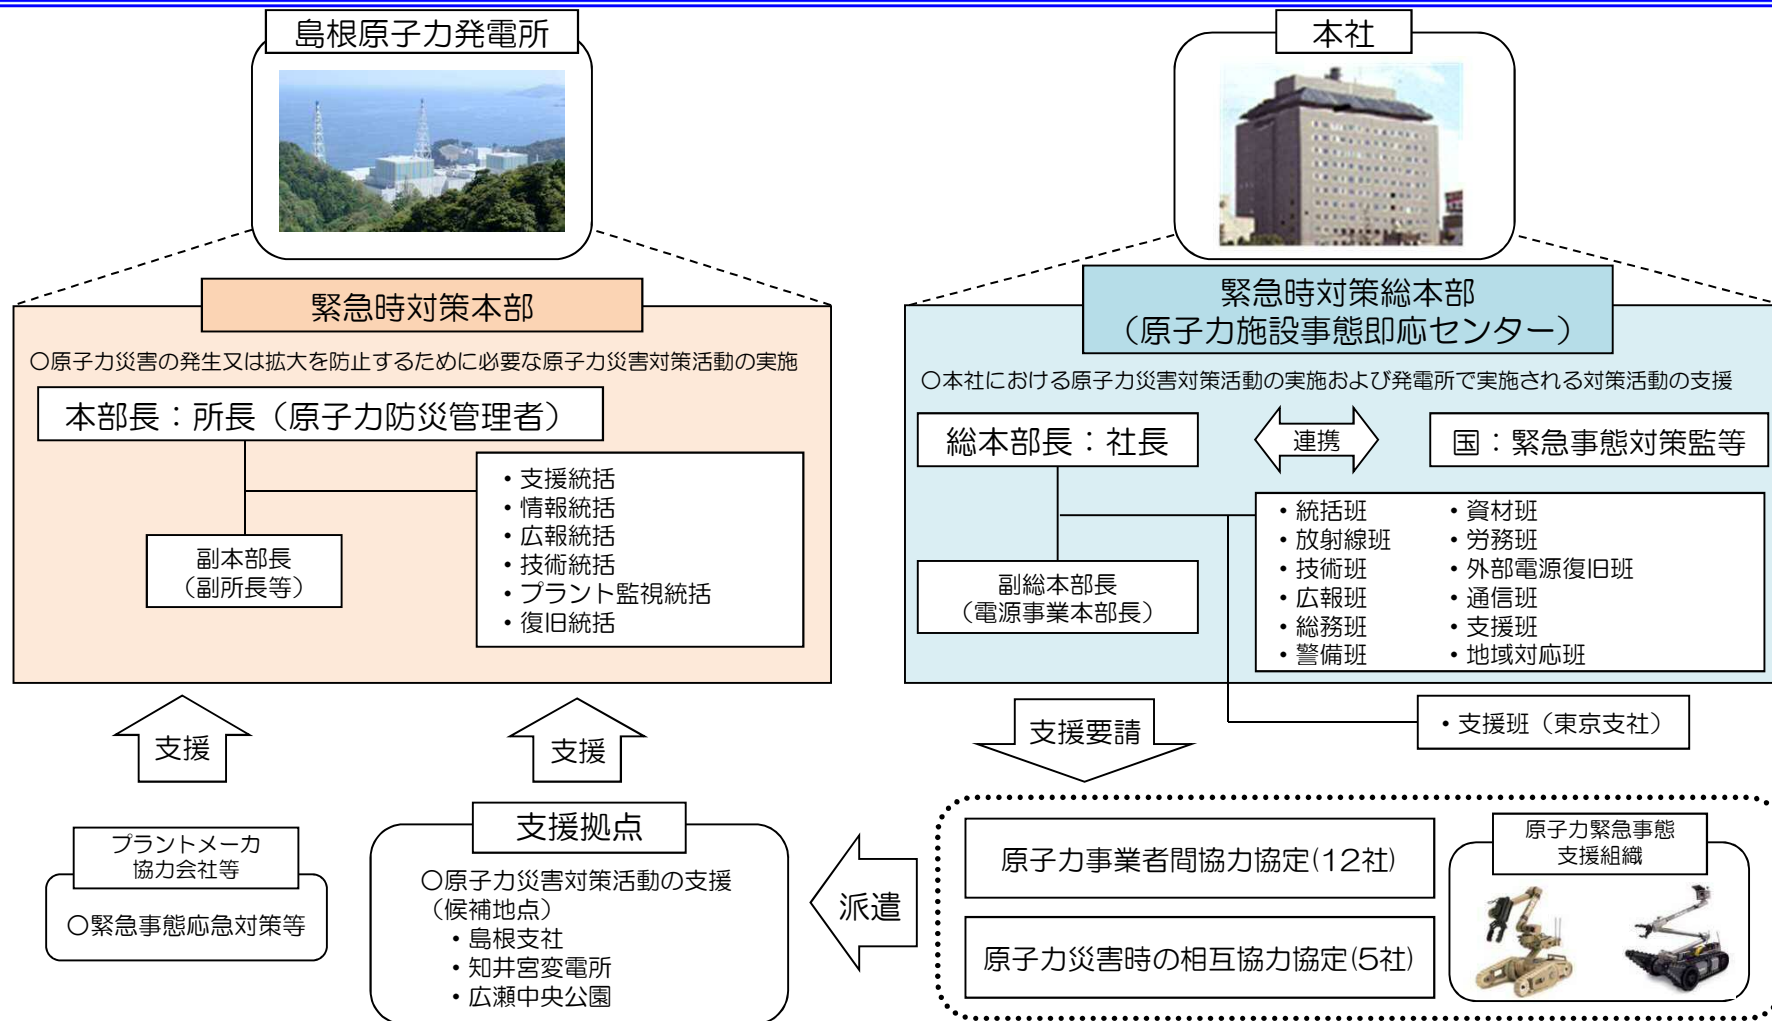 島根原子力発電所
緊急時対策本部
〇原子力災害の発生又は拡大を防止するために必要な原子力災害対策活動の実施
本部長：所長（原子力防災管理者）
・支援統括
・情報統括
・広報統括
・技術統括
・プラント監視統括
・復旧統括
副本部長
（副所長等）
支援
支援
プラントメーカ
協力会社等
〇緊急事態応急対策等
支援拠点
〇原子力災害対策活動の支援
（候補地点）
・島根支社
・知井宮変電所
・広瀬中央公園
本社
緊急時対策総本部
（原子力施設事態即応センター）
〇本社における原子力災害対策活動の実施および発電所で実施される対策活動の支援
総本部長：社長
連携
国：緊急事態対策監等
・統括班
・放射線班
・技術班
・広報班
・総務班
・警備班
・資材班
・労務班
・外部電源復旧班
・通信班
・支援班
・地域対応班
副総本部長
（電源事業本部長）
・支援班（東京支社）
支援要請
派遣
原子力事業者間協力協定(12社)
原子力災害時の相互協力協定(5社)
原子力緊急事態
支援組織